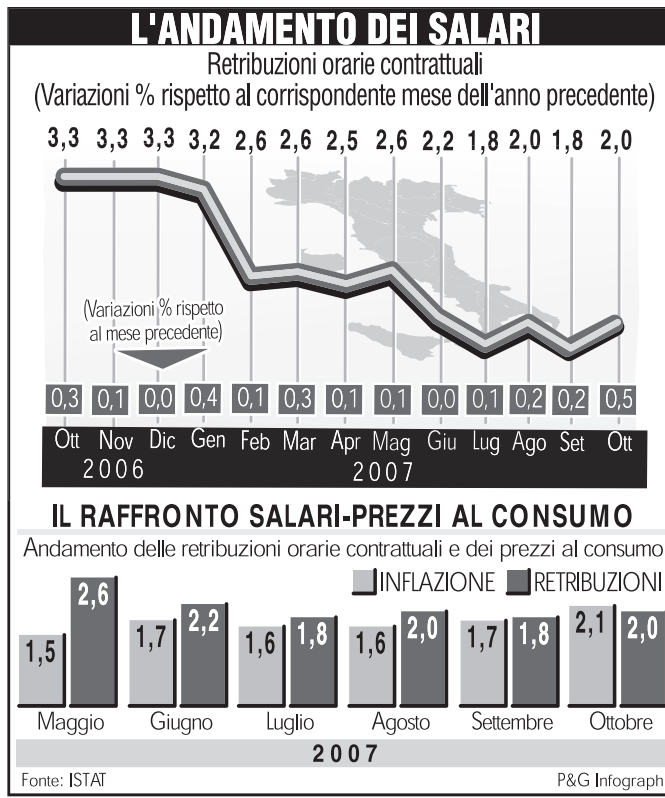 L'ANDAMENTO DEI SALARI
Retribuzioni orarie contrattuali
(Variazioni % rispetto al corrispondente mese dell'anno precedente)
3,3 3,3 3,3 3,2 2,6 2,6 2,5 2,6 2,2 1,8 2,0 1,8 2,0
(Variazioni % rispetto
al mese precedente)
0,3 0,1 0,0 0,4 0,1 0,3 0,1 0,1 0,0 0,1 0,2 0,2 0,5
Ott Nov Dic Gen Feb Mar Apr Mag Giu Lug Ago Set Ott
2006 2007
IL RAFFRONTO SALARI-PREZZI AL CONSUMO
Andamento delle retribuzioni orarie contrattuali e dei prezzi al consumo
INFLAZIONE RETRIBUZIONI
1,5 2,6 1,7 2,2 1,6 1,8 1,6 2,0 1,7 1,8 2,1 2,0
Maggio Giugno Luglio Agosto Settembre Ottobre
2007
Fonte: ISTAT P&G Infograph